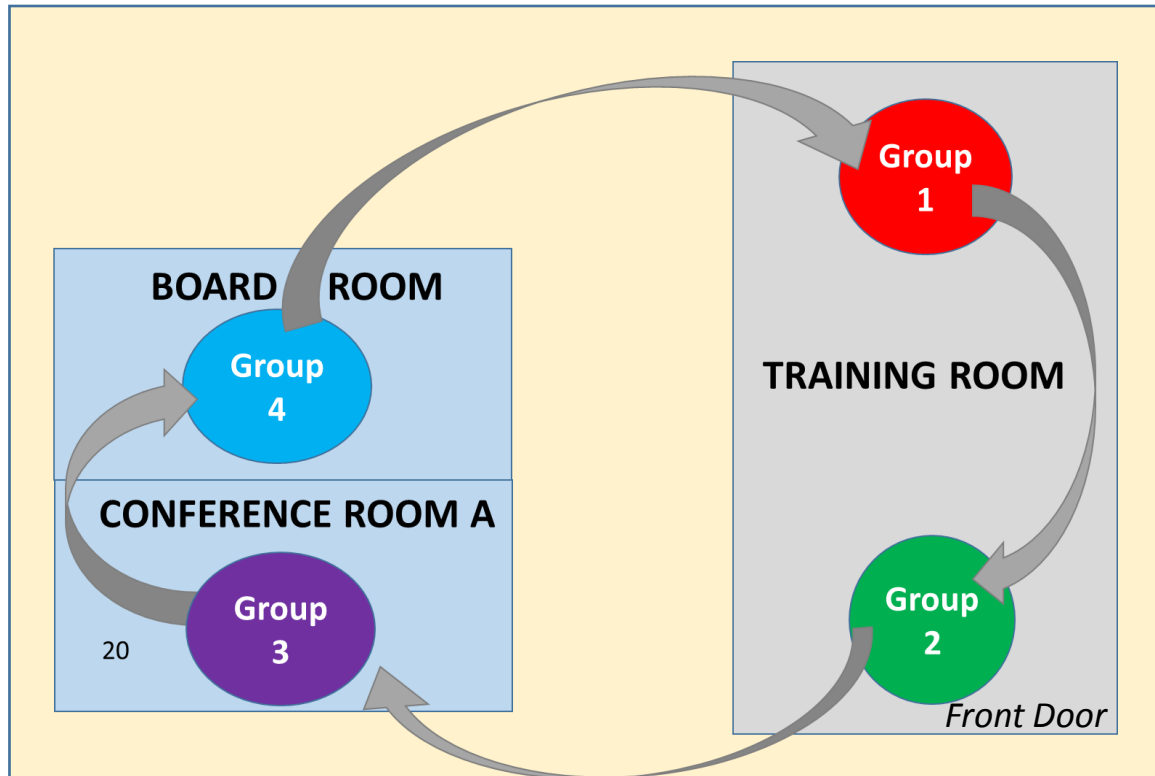 Group
1
BOARD ROOM
Group
4
TRAINING ROOM
CONFERENCE ROOM A
Group
3
20
Group
2
Front Door